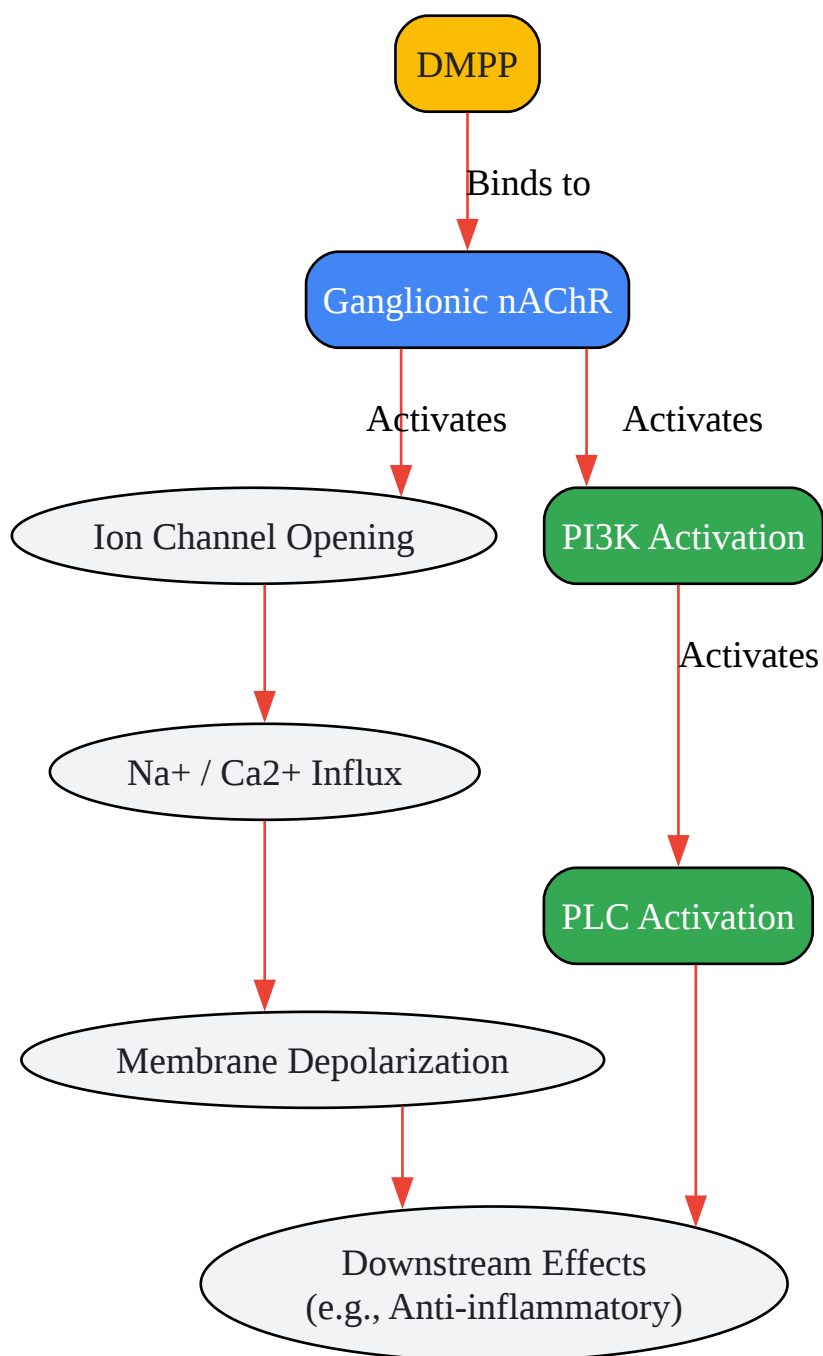 DMPP
Binds to
Ganglionic nAChR
Activates
Activates
Ion Channel Opening
PI3K Activation
Activates
Na+ / Ca2+ Influx
PLC Activation
Membrane Depolarization
Downstream Effects
(e.g., Anti-inflammatory)